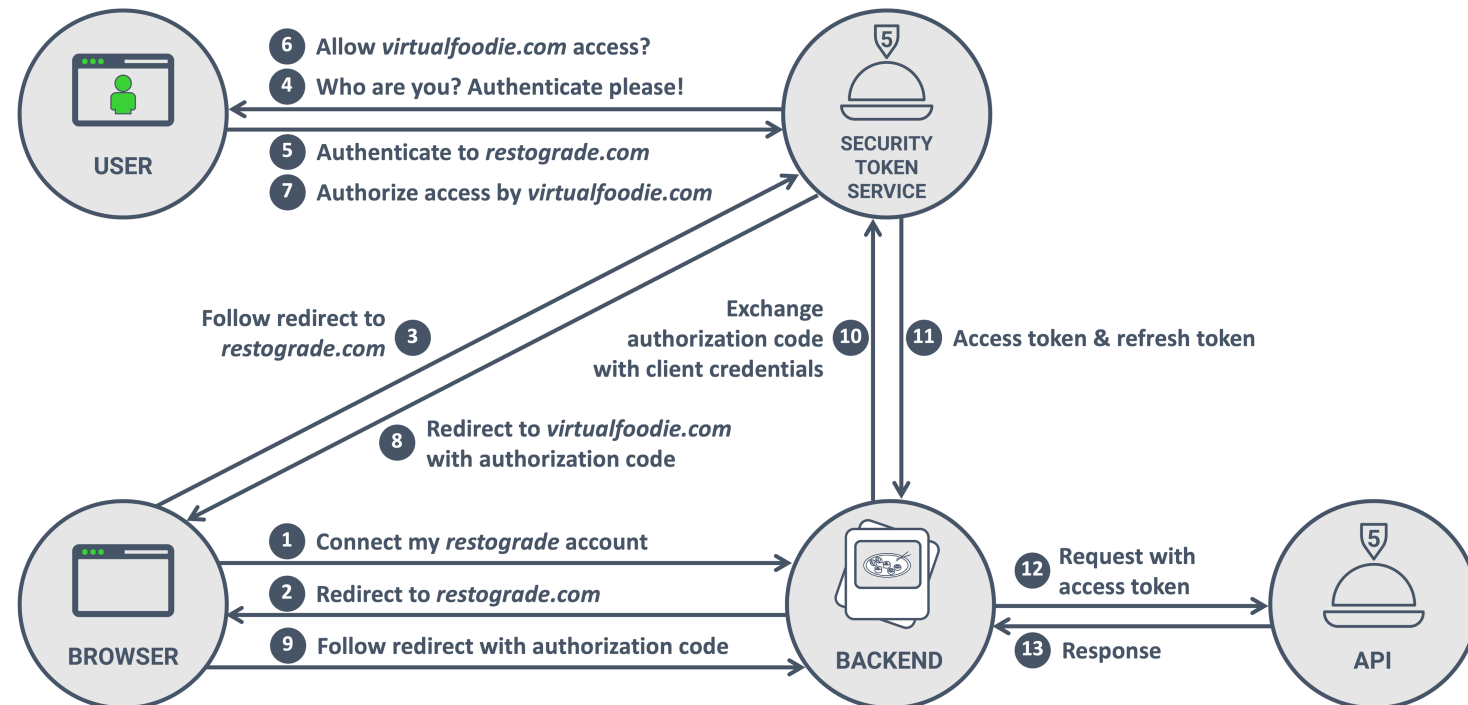 6 Allow virtualfoodie.com access?
4 Who are you? Authenticate please!
5 Authenticate to restograde.com
7 Authorize access by virtualfoodie.com
USER
5
SECURITY
TOKEN
SERVICE
Follow redirect to
restograde.com
3
8
Redirect to virtualfoodie.com
with authorization code
Exchange
authorization code
with client credentials
10
11 Access token & refresh token
1 Connect my restograde account
2 Redirect to restograde.com
9 Follow redirect with authorization code
BROWSER
BACKEND
12
Request with
access token
13 Response
5
API